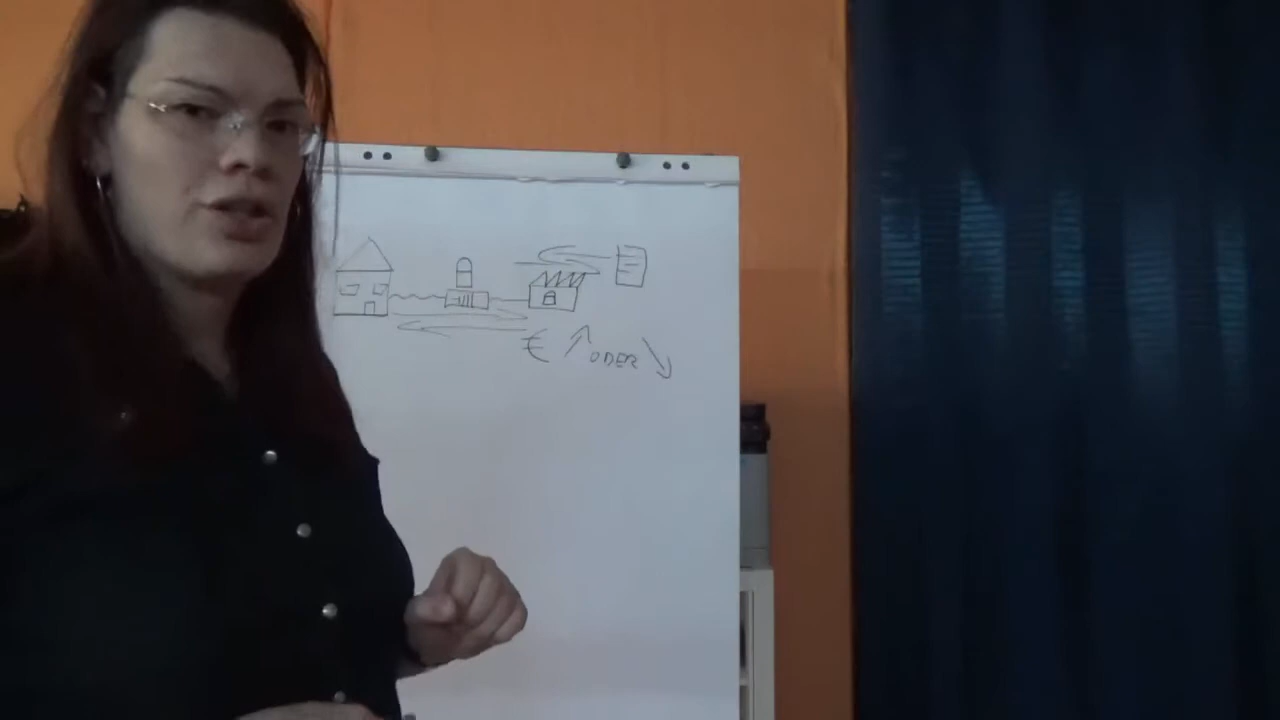 € ↑ ODER ↓